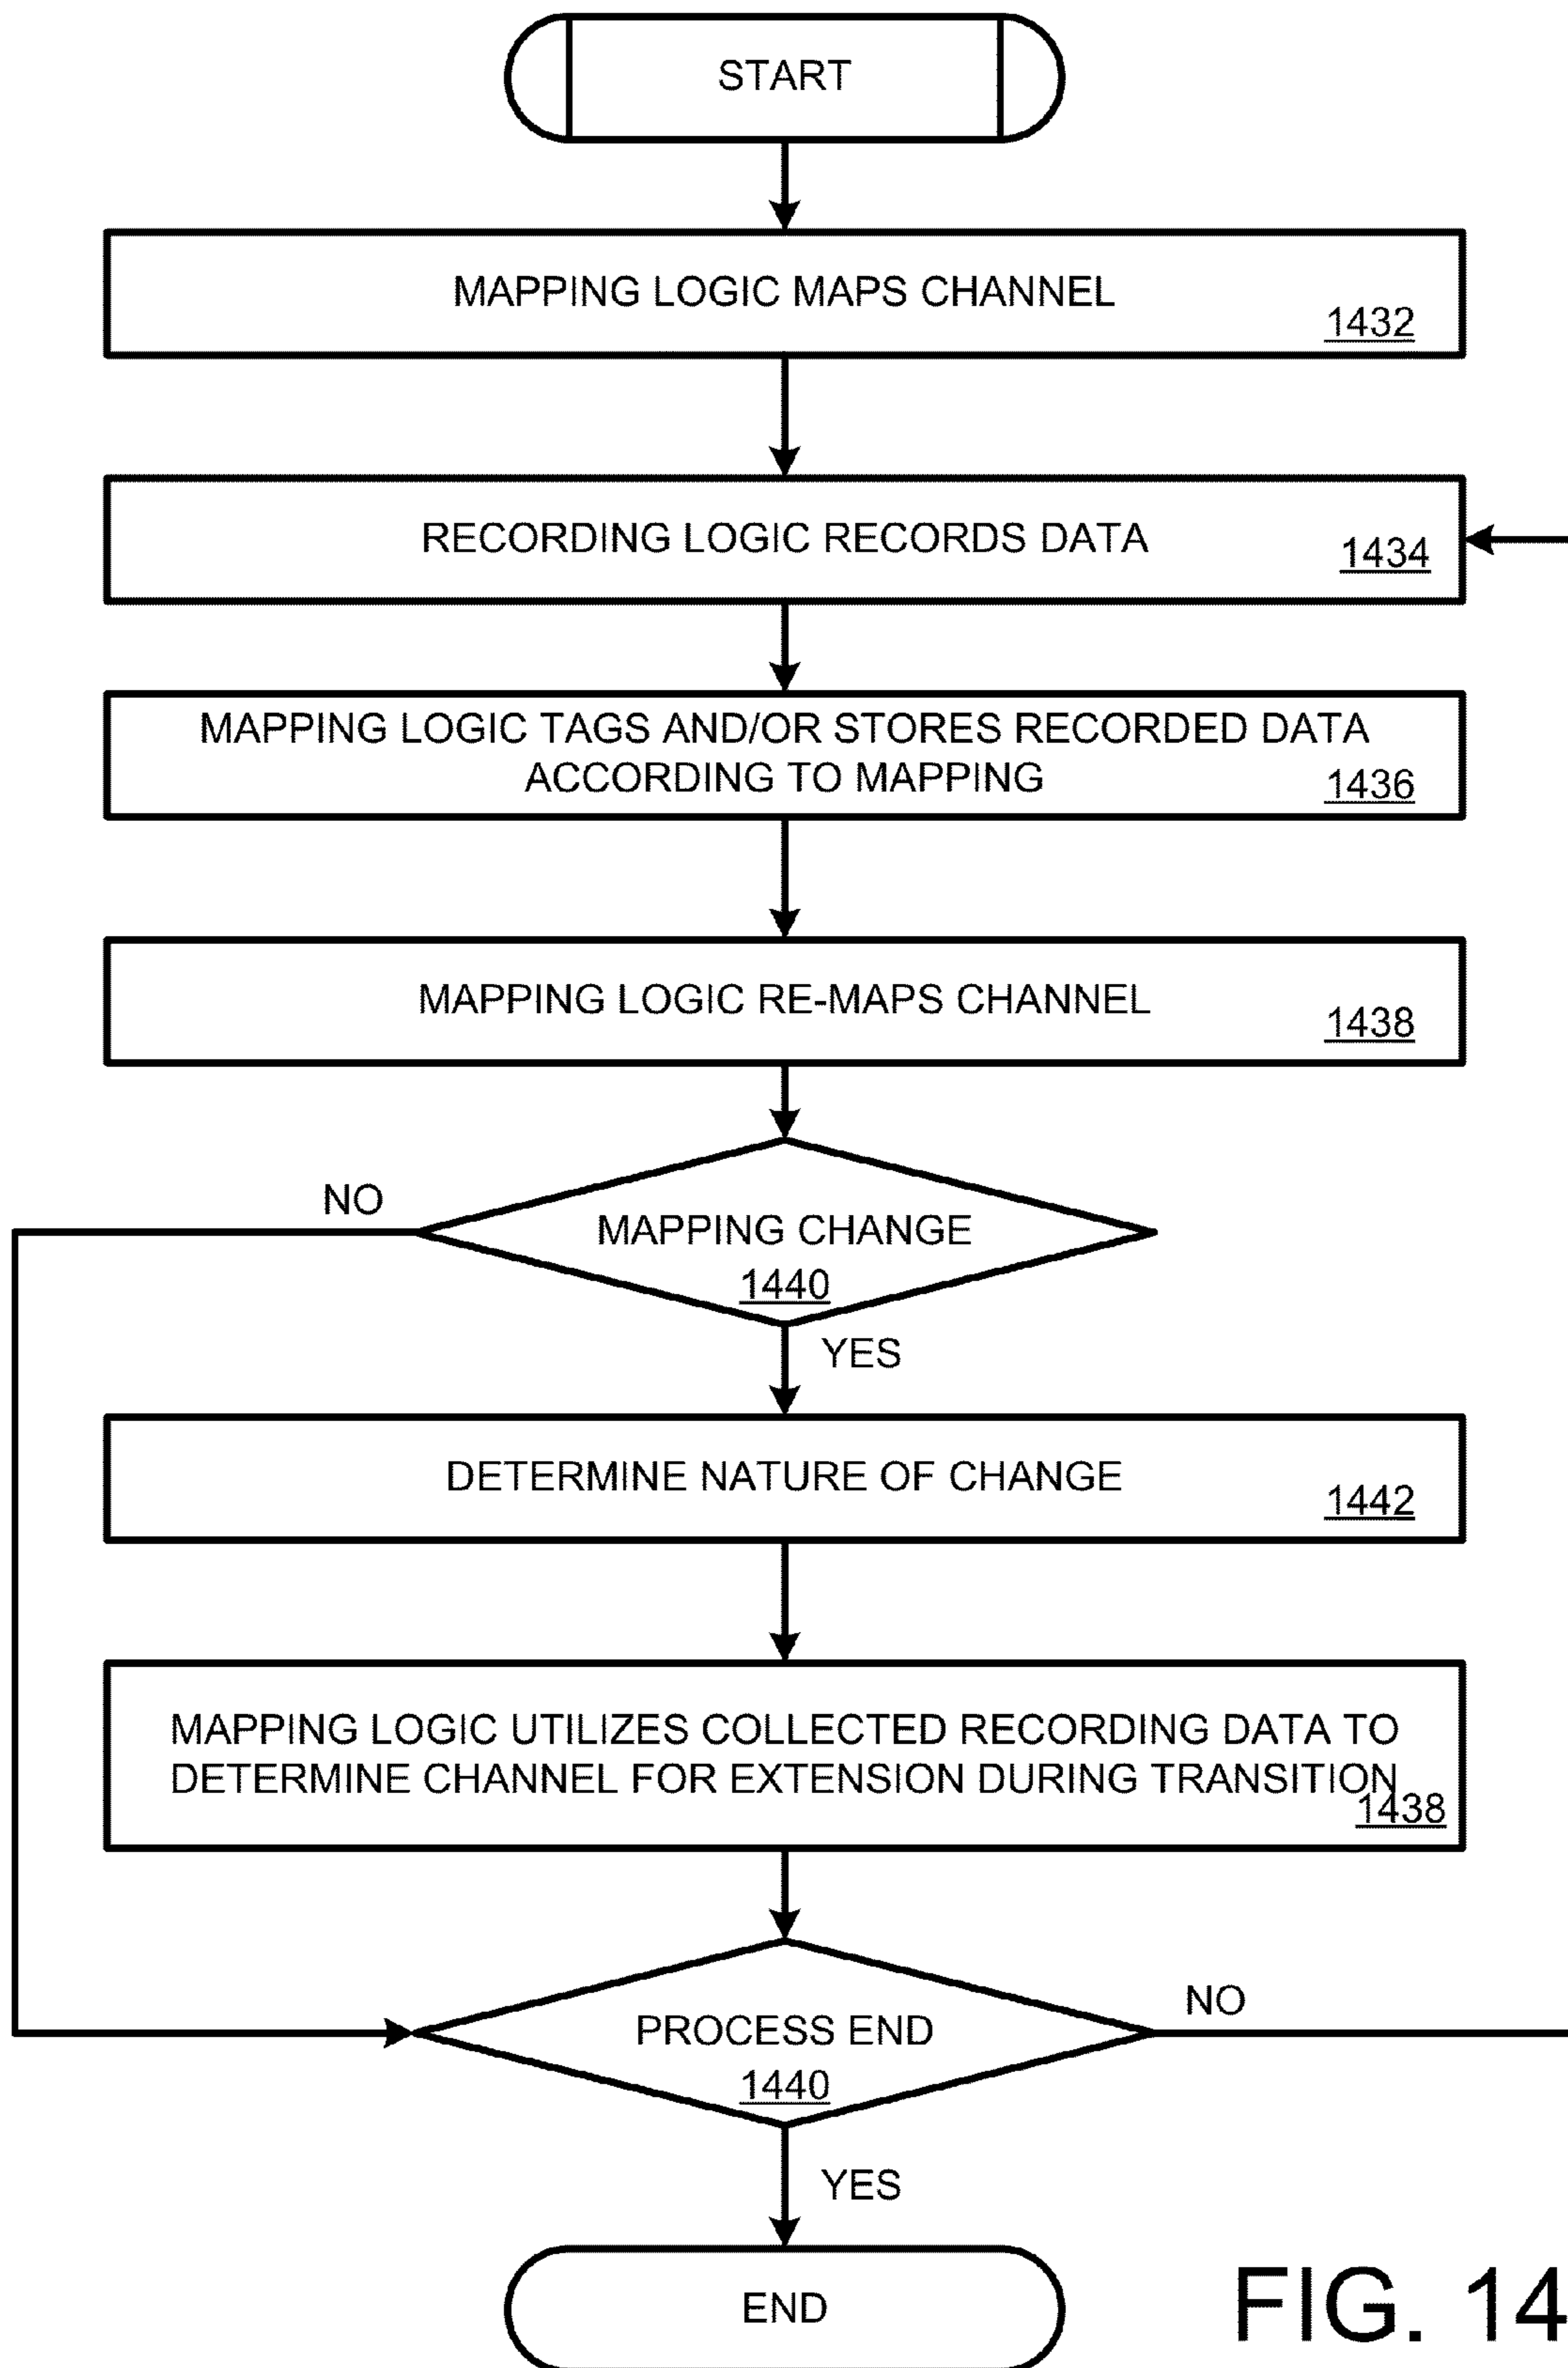 START
MAPPING LOGIC MAPS CHANNEL
1432
RECORDING LOGIC RECORDS DATA
1434
MAPPING LOGIC TAGS AND/OR STORES RECORDED DATA
ACCORDING TO MAPPING
1436
MAPPING LOGIC RE-MAPS CHANNEL
1438
NO
MAPPING CHANGE
1440
YES
DETERMINE NATURE OF CHANGE
1442
MAPPING LOGIC UTILIZES COLLECTED RECORDING DATA TO
DETERMINE CHANNEL FOR EXTENSION DURING TRANSITION
1438
PROCESS END
1440
NO
YES
END
FIG. 14